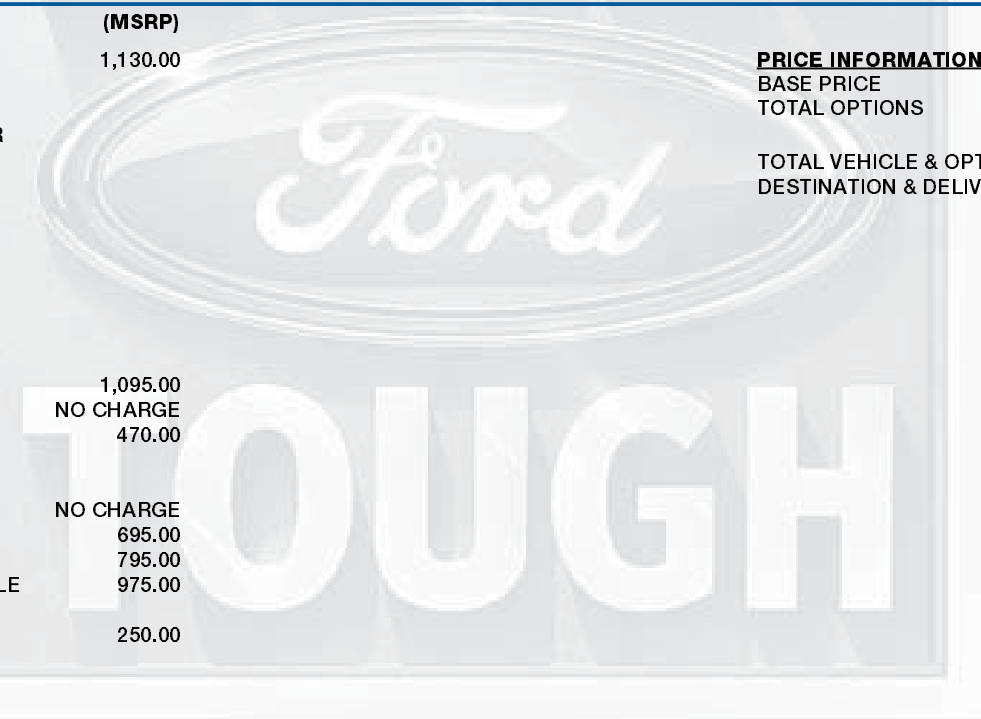 (MSRP)
1,130.00
R
1,095.00
NO CHARGE
470.00
NO CHARGE
695.00
795.00
LE 975.00
250.00
PRICE INFORMATION
BASE PRICE
TOTAL OPTIONS
TOTAL VEHICLE & OPT
DESTINATION & DELIV
Ford
TOUGH